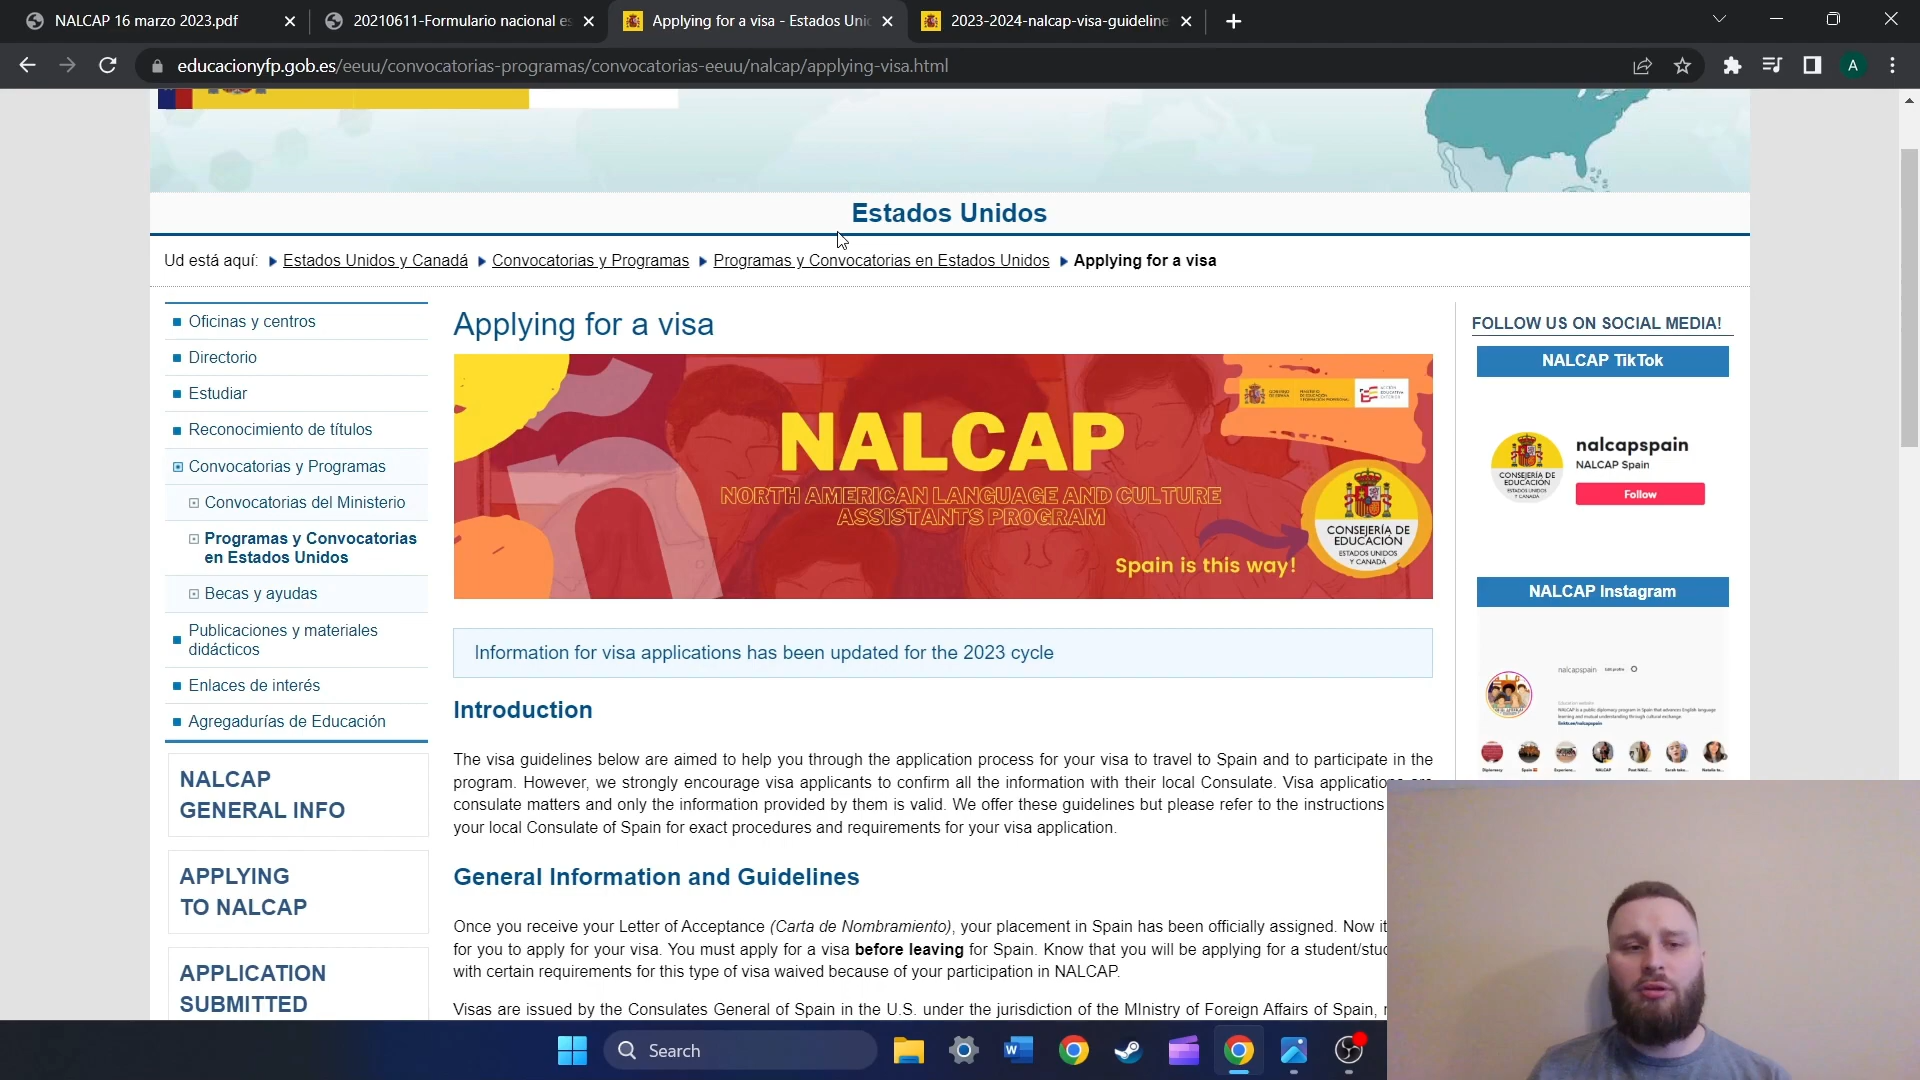 NALCAP 16 marzo 2023.pdf
20210611-Formulario nacional es
Applying for a visa - Estados Unic
2023-2024-nalcap-visa-guideline
educacionyfp.gob.es/eeuu/convocatorias-programas/convocatorias-eeuu/nalcap/applying-visa.html
A
Estados Unidos
Ud está aquí: Estados Unidos y Canadá Convocatorias y Programas Programas y Convocatorias en Estados Unidos Applying for a visa
Oficinas y centros
Directorio
Estudiar
Reconocimiento de títulos
Convocatorias y Programas
Convocatorias del Ministerio
Programas y Convocatorias
en Estados Unidos
Becas y ayudas
Publicaciones y materiales
didácticos
Enlaces de interés
Agregadurías de Educación
NALCAP
GENERAL INFO
APPLYING
TO NALCAP
APPLICATION
SUBMITTED
Applying for a visa
NALCAP
NORTH AMERICAN LANGUAGE AND CULTURE
ASSISTANTS PROGRAM
CONSEJERÍA DE
EDUCACIÓN
ESTADOS UNIDOS
Y CANADÁ
Spain is this way!
Information for visa applications has been updated for the 2023 cycle
Introduction
The visa guidelines below are aimed to help you through the application process for your visa to travel to Spain and to participate in the
program. However, we strongly encourage visa applicants to confirm all the information with their local Consulate. Visa applications are
consulate matters and only the information provided by them is valid. We offer these guidelines but please refer to the instructions
your local Consulate of Spain for exact procedures and requirements for your visa application.
General Information and Guidelines
Once you receive your Letter of Acceptance (Carta de Nombramiento), your placement in Spain has been officially assigned. Now it
for you to apply for your visa. You must apply for a visa before leaving for Spain. Know that you will be applying for a student/stu
with certain requirements for this type of visa waived because of your participation in NALCAP.
Visas are issued by the Consulates General of Spain in the U.S. under the jurisdiction of the MInistry of Foreign Affairs of Spain,
FOLLOW US ON SOCIAL MEDIA!
NALCAP TikTok
CONSEJERÍA DE
EDUCACIÓN
ESTADOS UNIDOS
Y CANADÁ
nalcapspain
NALCAP Spain
Follow
NALCAP Instagram
nalcapspain
Search